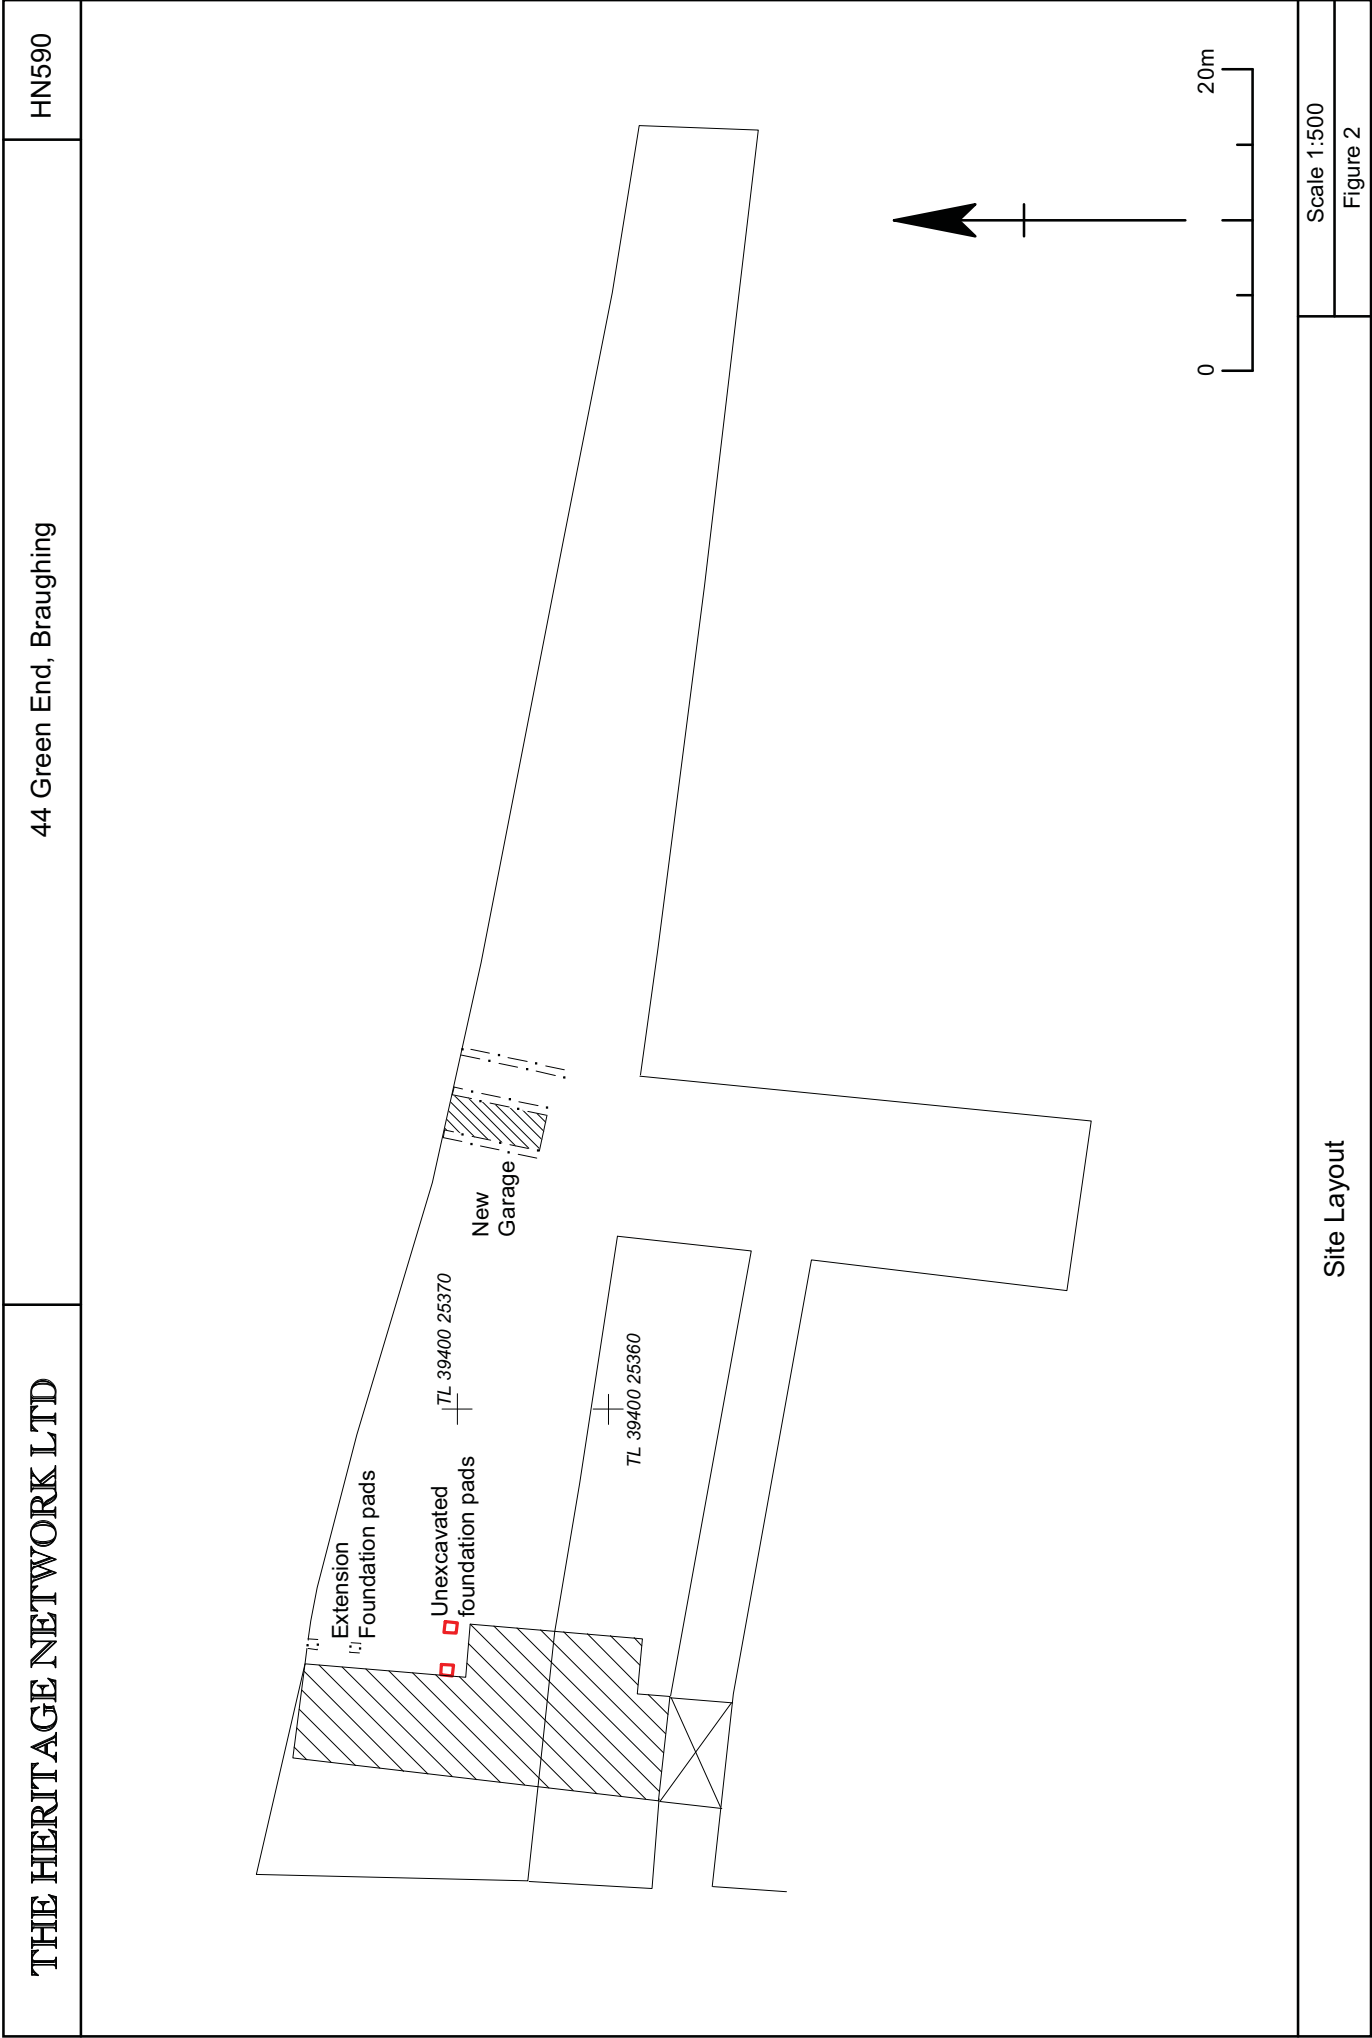 THE HERITAGE NETWORK LTD
44 Green End, Braughing
HN590
Extension
Foundation pads
Unexcavated
foundation pads
TL 39400 25370
New
Garage
TL 39400 25360
0
20m
Site Layout
Scale 1:500
Figure 2